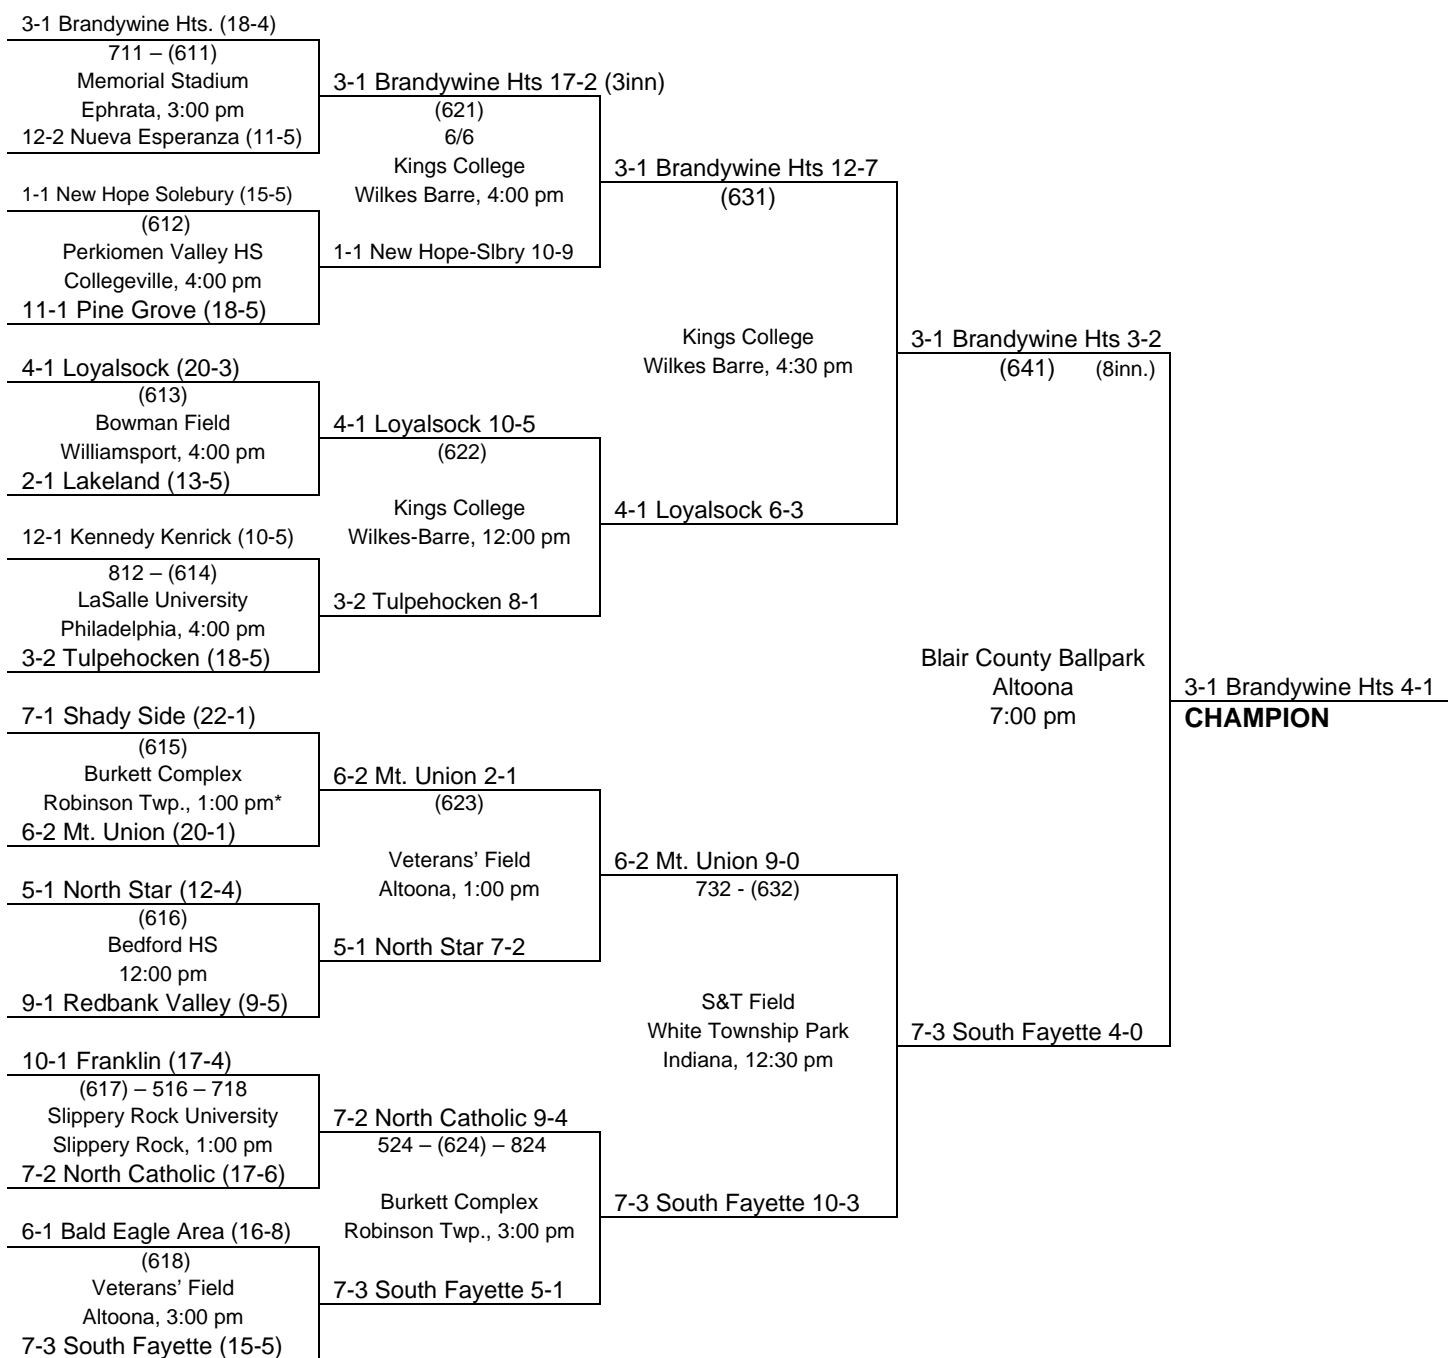 3-1 Brandywine Hts. (18-4)
711 – (611)
Memorial Stadium
Ephrata, 3:00 pm
12-2 Nueva Esperanza (11-5)
1-1 New Hope Solebury (15-5)
(612)
Perkiomen Valley HS
Collegeville, 4:00 pm
11-1 Pine Grove (18-5)
4-1 Loyalsock (20-3)
(613)
Bowman Field
Williamsport, 4:00 pm
2-1 Lakeland (13-5)
12-1 Kennedy Kenrick (10-5)
812 – (614)
LaSalle University
Philadelphia, 4:00 pm
3-2 Tulpehocken (18-5)
7-1 Shady Side (22-1)
(615)
Burkett Complex
Robinson Twp., 1:00 pm*
6-2 Mt. Union (20-1)
5-1 North Star (12-4)
(616)
Bedford HS
12:00 pm
9-1 Redbank Valley (9-5)
10-1 Franklin (17-4)
(617) – 516 – 718
Slippery Rock University
Slippery Rock, 1:00 pm
7-2 North Catholic (17-6)
6-1 Bald Eagle Area (16-8)
(618)
Veterans’ Field
Altoona, 3:00 pm
7-3 South Fayette (15-5)
3-1 Brandywine Hts 17-2 (3inn)
(621)
6/6
Kings College
Wilkes Barre, 4:00 pm
1-1 New Hope-Slbry 10-9
4-1 Loyalsock 10-5
(622)
Kings College
Wilkes-Barre, 12:00 pm
3-2 Tulpehocken 8-1
6-2 Mt. Union 2-1
(623)
Veterans’ Field
Altoona, 1:00 pm
5-1 North Star 7-2
7-2 North Catholic 9-4
524 – (624) – 824
Burkett Complex
Robinson Twp., 3:00 pm
7-3 South Fayette 5-1
3-1 Brandywine Hts 12-7
(631)
Kings College
Wilkes Barre, 4:30 pm
4-1 Loyalsock 6-3
6-2 Mt. Union 9-0
732 - (632)
S&T Field
White Township Park
Indiana, 12:30 pm
7-3 South Fayette 10-3
3-1 Brandywine Hts 3-2
(641) (8inn.)
Blair County Ballpark
Altoona
7:00 pm
7-3 South Fayette 4-0
3-1 Brandywine Hts 4-1
CHAMPION